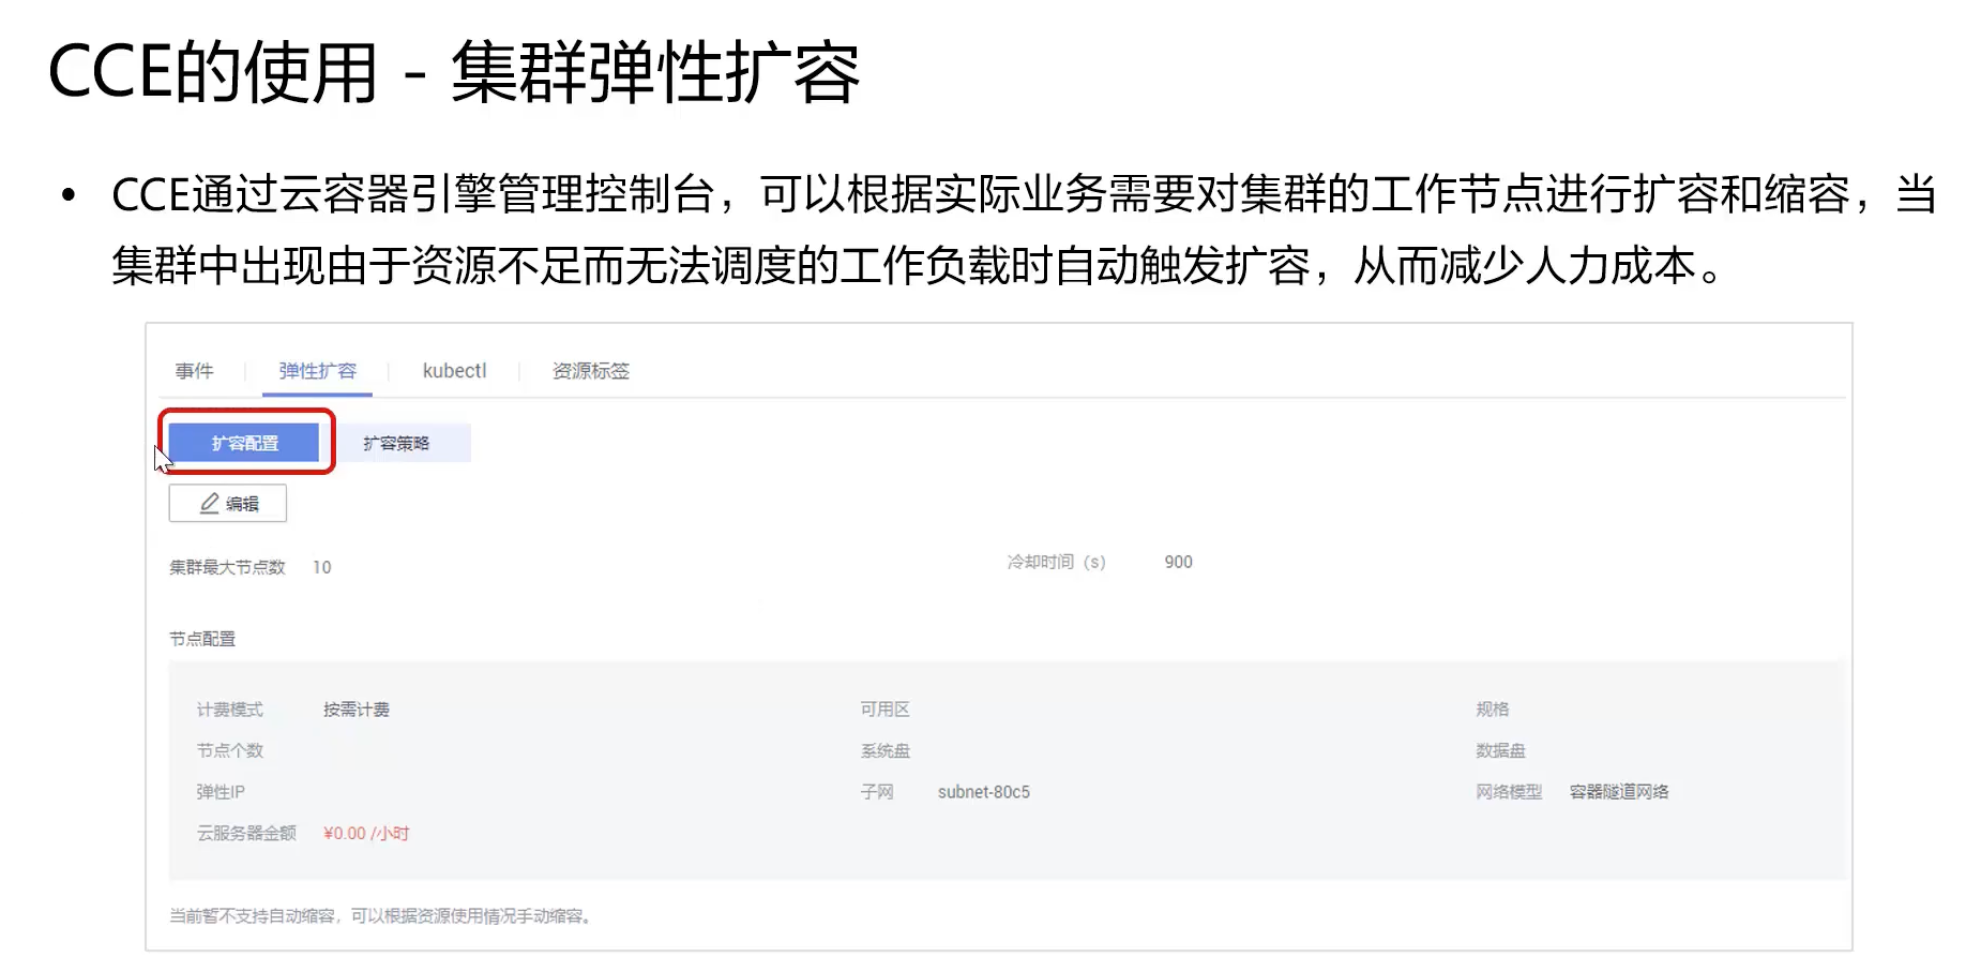 CCE的使用 - 集群弹性扩容
• CCE通过云容器引擎管理控制台，可以根据实际业务需要对集群的工作节点进行扩容和缩容，当
集群中出现由于资源不足而无法调度的工作负载时自动触发扩容，从而减少人力成本。
事件 弹性扩容 kubectl 资源标签
扩容配置 扩容策略
编辑
集群最大节点数 10 冷却时间（s） 900
节点配置
计费模式 按需计费 可用区 规格
节点个数 系统盘 数据盘
弹性IP 子网 subnet-80c5 网络模型 容器隧道网络
云服务器金额 ¥0.00 /小时
当前暂不支持自动缩容，可以根据资源使用情况手动缩容。